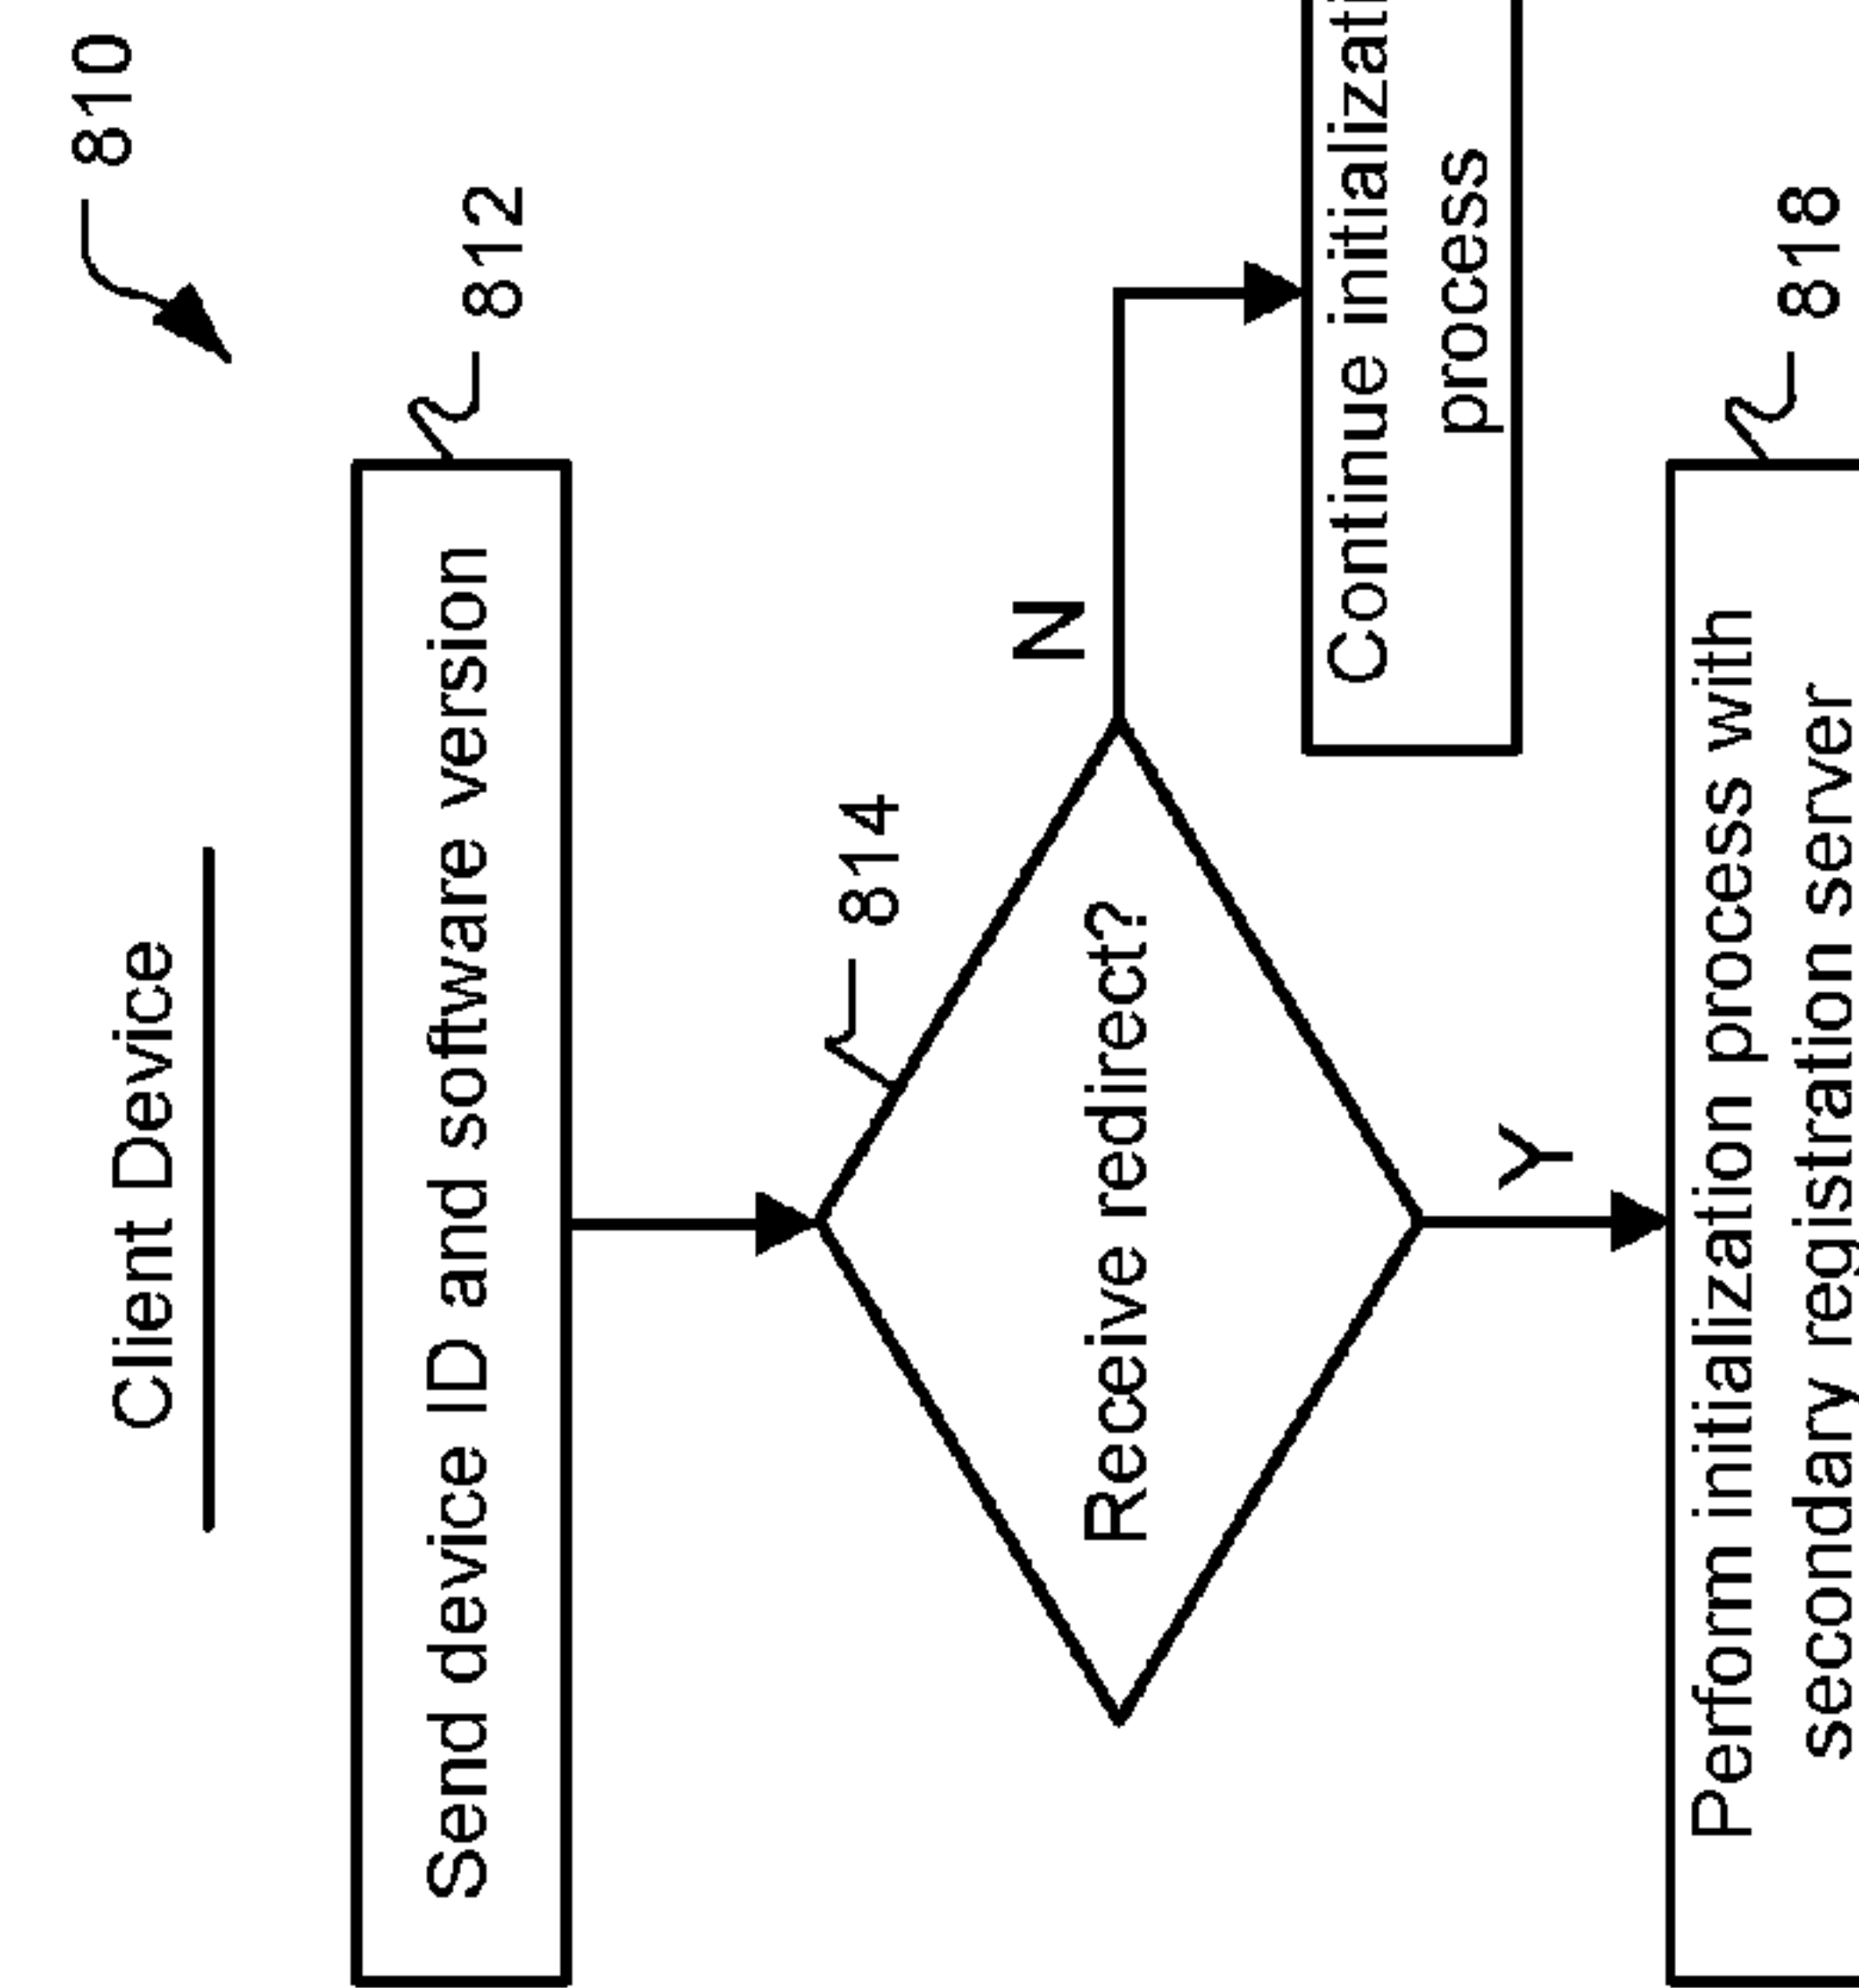 810
Client Device
812
Send device ID and software version
814
Receive redirect?
N
Continue initializati
process
Y
818
Perform initialization process with
secondary registration server